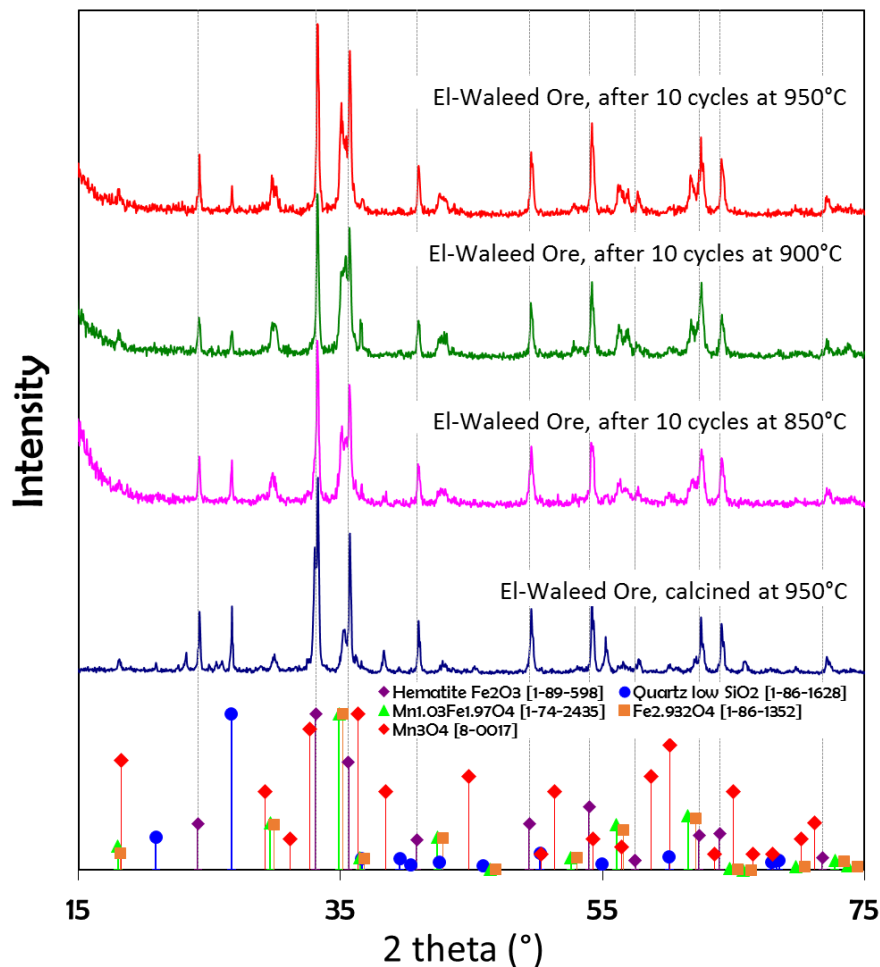 El-Waleed Ore, after 10 cycles at 950°C
El-Waleed Ore, after 10 cycles at 900°C
El-Waleed Ore, after 10 cycles at 850°C
El-Waleed Ore, calcined at 950°C
Intensity
Hematite Fe2O3 [1-89-598]
Quartz low SiO2 [1-86-1628]
Mn1.03Fe1.97O4 [1-74-2435]
Fe2.932O4 [1-86-1352]
Mn3O4 [8-0017]
15 35 55 75
2 theta (°)